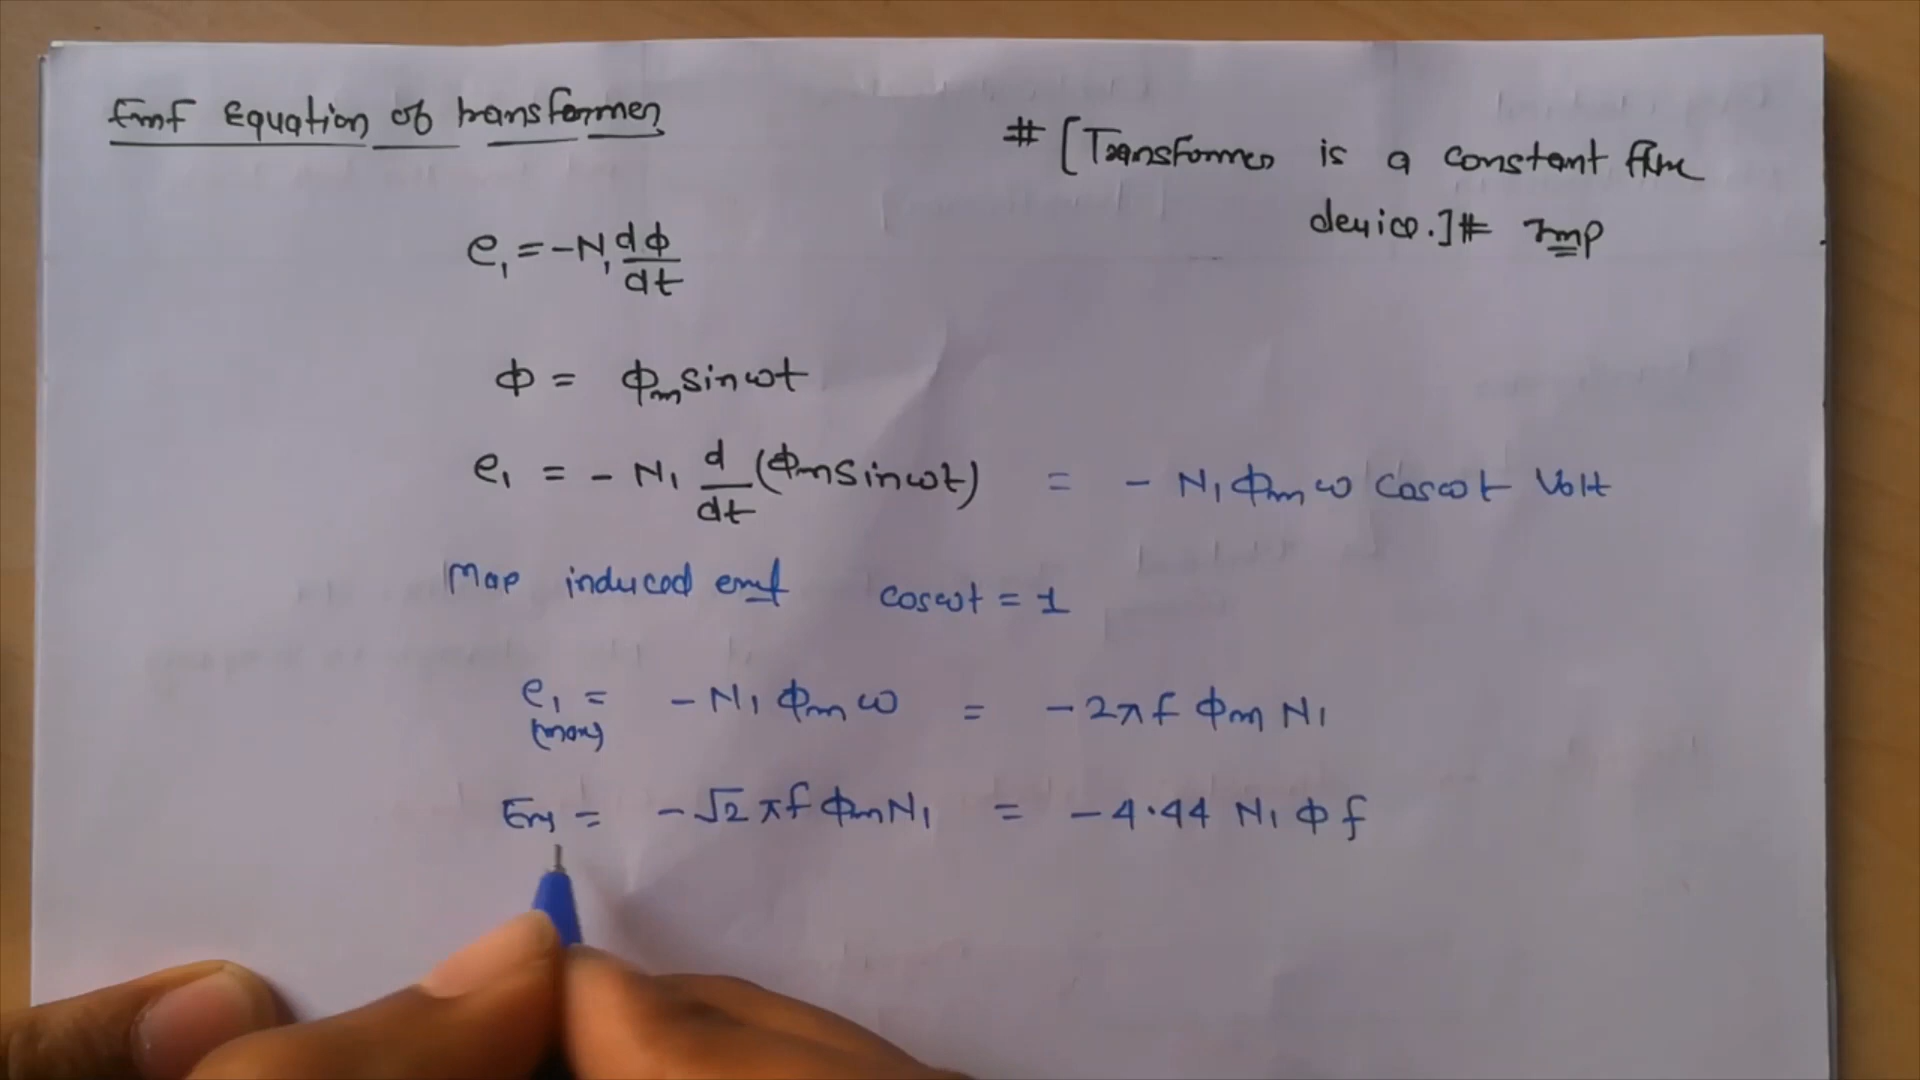 Emf Equation of transformer
# [Transformer is a constant flux
device.] # Imp
e₁ = -N₁ dϕ/dt
ϕ = ϕm sinωt
e₁ = - N₁ d/dt (ϕm sinωt) = - N₁ ϕm ω cosωt Volt
Max induced emf cosωt = 1
e₁ (max) = - N₁ ϕm ω = - 2πf ϕm N₁
= - √2 πf ϕm N₁ = - 4.44 N₁ ϕ f